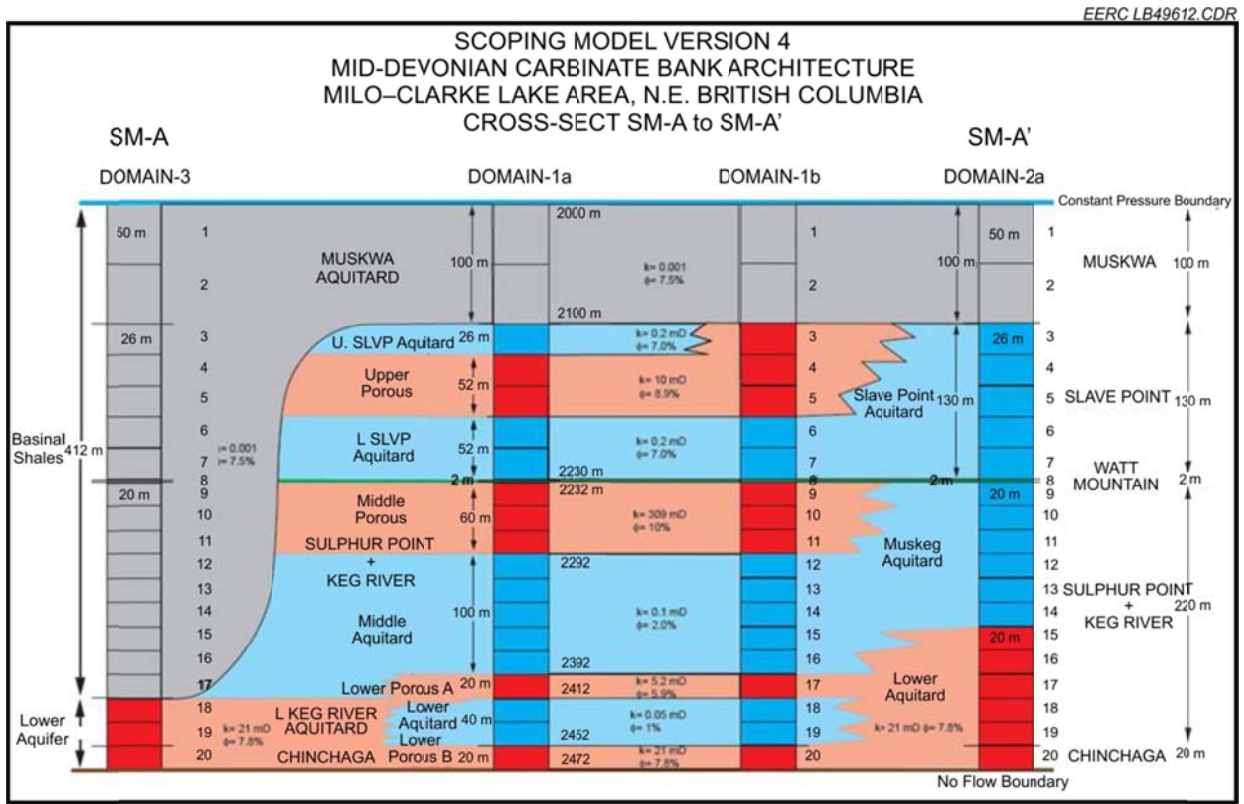 EERC LB49612.CDR
SCOPING MODEL VERSION 4
MID-DEVONIAN CARBINATE BANK ARCHITECTURE
MILO–CLARKE LAKE AREA, N.E. BRITISH COLUMBIA
CROSS-SECT SM-A to SM-A'
SM-A
SM-A'
DOMAIN-3
DOMAIN-1a
DOMAIN-1b
DOMAIN-2a
Constant Pressure Boundary
2000 m
50 m
1
1
50 m
1
MUSKWA
AQUITARD
100 m
k= 0.001
ϕ= 7.5%
100 m
MUSKWA
100 m
2
2
2
2100 m
26 m
3
U. SLVP Aqutard
26 m
k= 0.2 mD
ϕ= 7.0%
3
26 m
3
4
4
4
Upper
Porous
52 m
k= 10 mD
ϕ= 8.9%
5
5
Slave Point
Aquitard
130 m
5
SLAVE POINT
130 m
6
6
6
Basinal
Shales
412 m
= 0.001
= 7.5%
L SLVP
Aquitard
52 m
k= 0.2 mD
ϕ= 7.0%
7
7
7
2230 m
WATT
MOUNTAIN
8
2 m
8
2 m
8
2 m
20 m
9
2232 m
9
20 m
9
Middle
Porous
60 m
k= 309 mD
ϕ= 10%
10
10
10
11
SULPHUR POINT
+
KEG RIVER
11
Muskeg
Aquitard
11
12
2292
12
12
13
13
13
SULPHUR POINT
+
KEG RIVER
220 m
14
100 m
k= 0.1 mD
ϕ= 2.0%
14
14
Middle
Aquitard
15
15
20 m
15
16
2392
16
16
17
Lower Porous A
20 m
2412
k= 5.2 mD
ϕ= 5.9%
17
Lower
Aquitard
17
18
L KEG RIVER
AQUITARD
Lower
Aquitard
40 m
k= 0.05 mD
ϕ= 1%
18
18
Lower
Aquifer
k= 21 mD
ϕ= 7.8%
19
19
k= 21 mD ϕ= 7.8%
19
2452
20
CHINCHAGA
Lower
Porous B
20 m
2472
k= 21 mD
ϕ= 7.8%
20
20
CHINCHAGA
20 m
No Flow Boundary